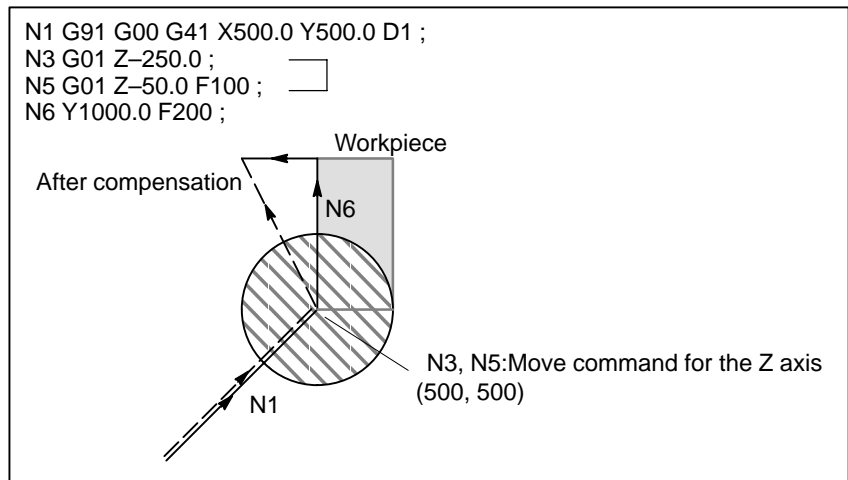 N1 G91 G00 G41 X500.0 Y500.0 D1 ;
N3 G01 Z–250.0 ;
N5 G01 Z–50.0 F100 ;
N6 Y1000.0 F200 ;
Workpiece
After compensation
N6
N3, N5:Move command for the Z axis
(500, 500)
N1